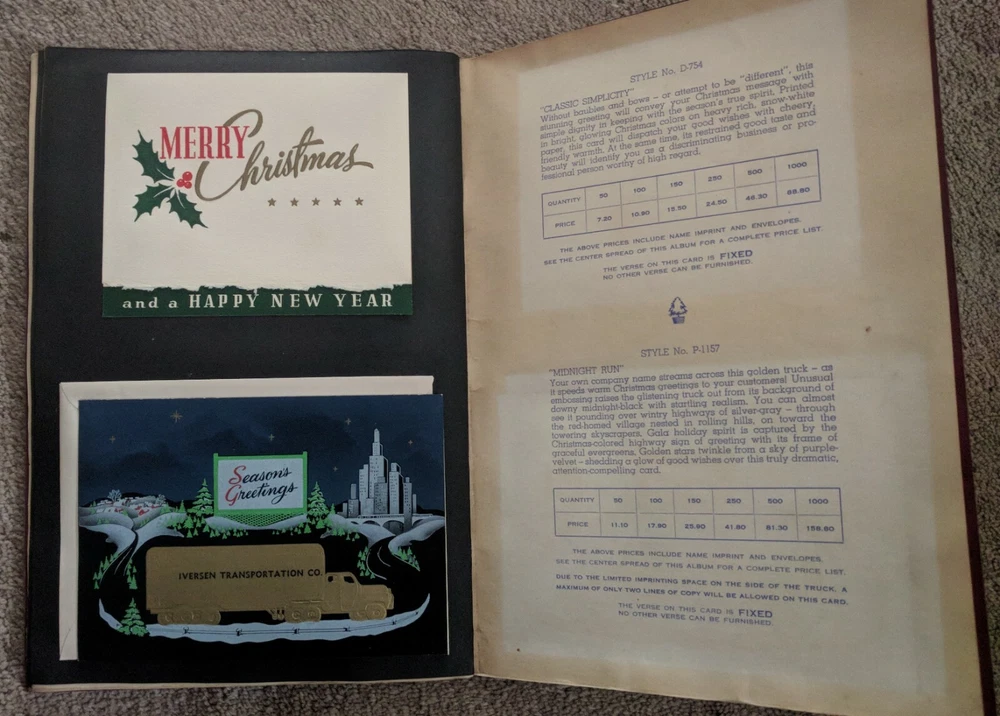 MERRY
Christmas
and a HAPPY NEW YEAR
Season's
Greetings
IVERSEN TRANSPORTATION CO.
STYLE No. D-754
"CLASSIC SIMPLICITY"
Without baubles and bows — or attempt to be "different", this
stunning greeting will convey your Christmas message with
simple dignity in keeping with the season's true spirit. Printed
in bright, glowing Christmas colors on heavy rich, snow-white
paper, this card will dispatch your good wishes with cheery,
friendly warmth. At the same time, its restrained good taste and
beauty will identify you as a discriminating business or pro-
fessional person worthy of high regard.
QUANTITY 50 100 150 250 500 1000
PRICE 7.20 10.80 15.50 24.50 46.30 89.80
THE ABOVE PRICES INCLUDE NAME IMPRINT AND ENVELOPES.
SEE THE CENTER SPREAD OF THIS ALBUM FOR A COMPLETE PRICE LIST.
THE VERSE ON THIS CARD IS FIXED
NO OTHER VERSE CAN BE FURNISHED.
STYLE No. P-1157
"MIDNIGHT RUN"
Your own company name streams across this golden truck — as
it speeds warm Christmas greetings to your customers! Unusual
embossing raises the glistening truck out from its background of
downy midnight-black with startling realism. You can almost
see it pounding over wintry highways of silver-gray — through
the red-homed village nested in rolling hills, on toward the
towering skyscrapers. Gala holiday spirit is captured by the
Christmas-colored highway sign of greeting with its frame of
graceful evergreens. Golden stars twinkle from a sky of purple-
velvet — shedding a glow of good wishes over this truly dramatic,
attention-compelling card.
QUANTITY 50 100 150 250 500 1000
PRICE 11.10 17.90 25.90 41.80 81.30 158.80
THE ABOVE PRICES INCLUDE NAME IMPRINT AND ENVELOPES.
SEE THE CENTER SPREAD OF THIS ALBUM FOR A COMPLETE PRICE LIST.
DUE TO THE LIMITED IMPRINTING SPACE ON THE SIDE OF THE TRUCK, A
MAXIMUM OF ONLY TWO LINES OF COPY WILL BE ALLOWED ON THIS CARD.
THE VERSE ON THIS CARD IS FIXED
NO OTHER VERSE CAN BE FURNISHED.